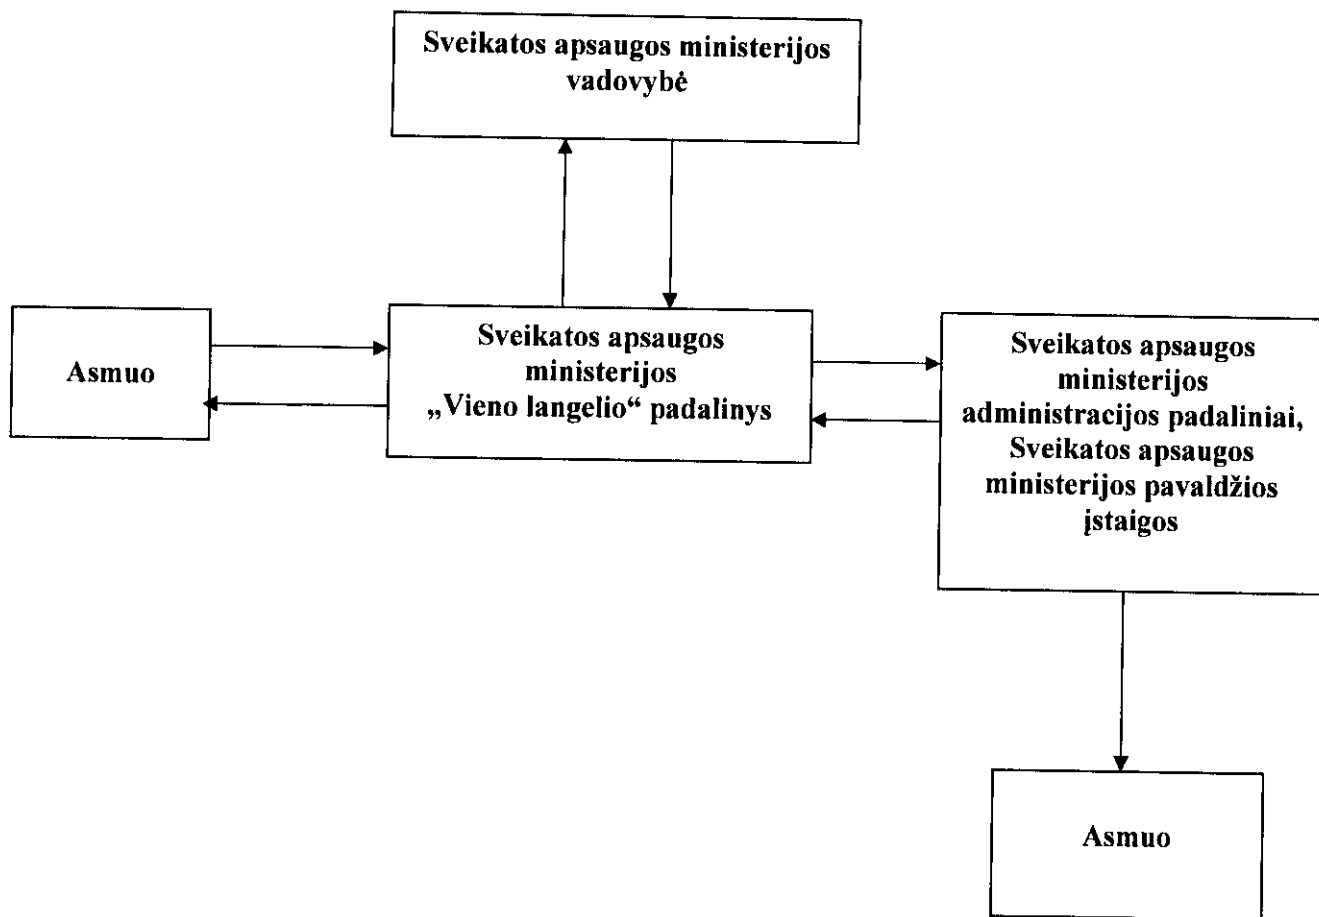 Sveikatos apsaugos ministerijos
vadovybė
Asmuo
Sveikatos apsaugos
ministerijos
„Vieno langelio“ padalinys
Sveikatos apsaugos
ministerijos
administracijos padaliniai,
Sveikatos apsaugos
ministerijos pavaldžios
įstaigos
Asmuo